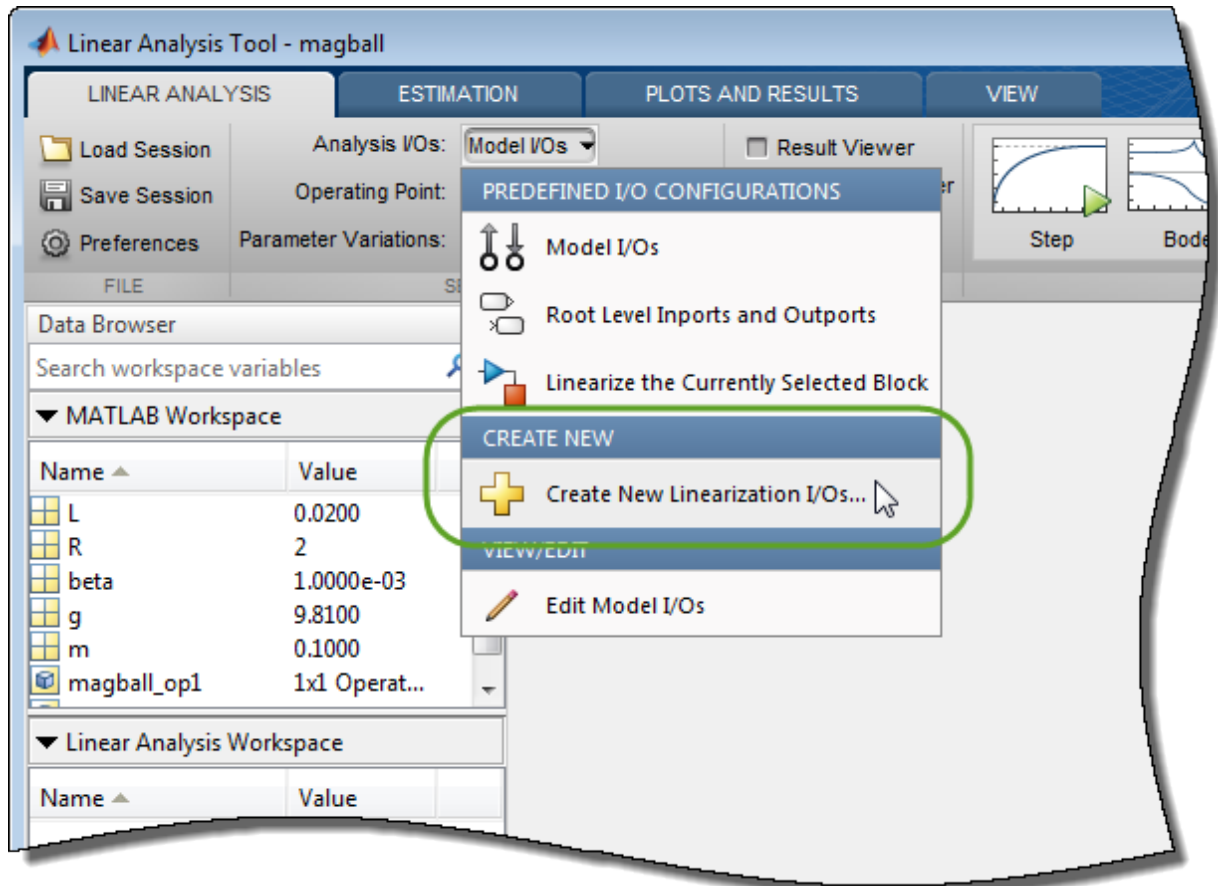 Linear Analysis Tool - magball
LINEAR ANALYSIS ESTIMATION PLOTS AND RESULTS VIEW
Load Session Analysis I/Os: Model I/Os Result Viewer
Save Session Operating Point:
Preferences Parameter Variations:
Step
FILE
PREDEFINED I/O CONFIGURATIONS
Model I/Os
Root Level Inports and Outports
Linearize the Currently Selected Block
CREATE NEW
Create New Linearization I/Os...
VIEW/EDIT
Edit Model I/Os
Data Browser
Search workspace variables
MATLAB Workspace
Name Value
L 0.0200
R 2
beta 1.0000e-03
g 9.8100
m 0.1000
magball_op1 1x1 Operat...
Linear Analysis Workspace
Name Value